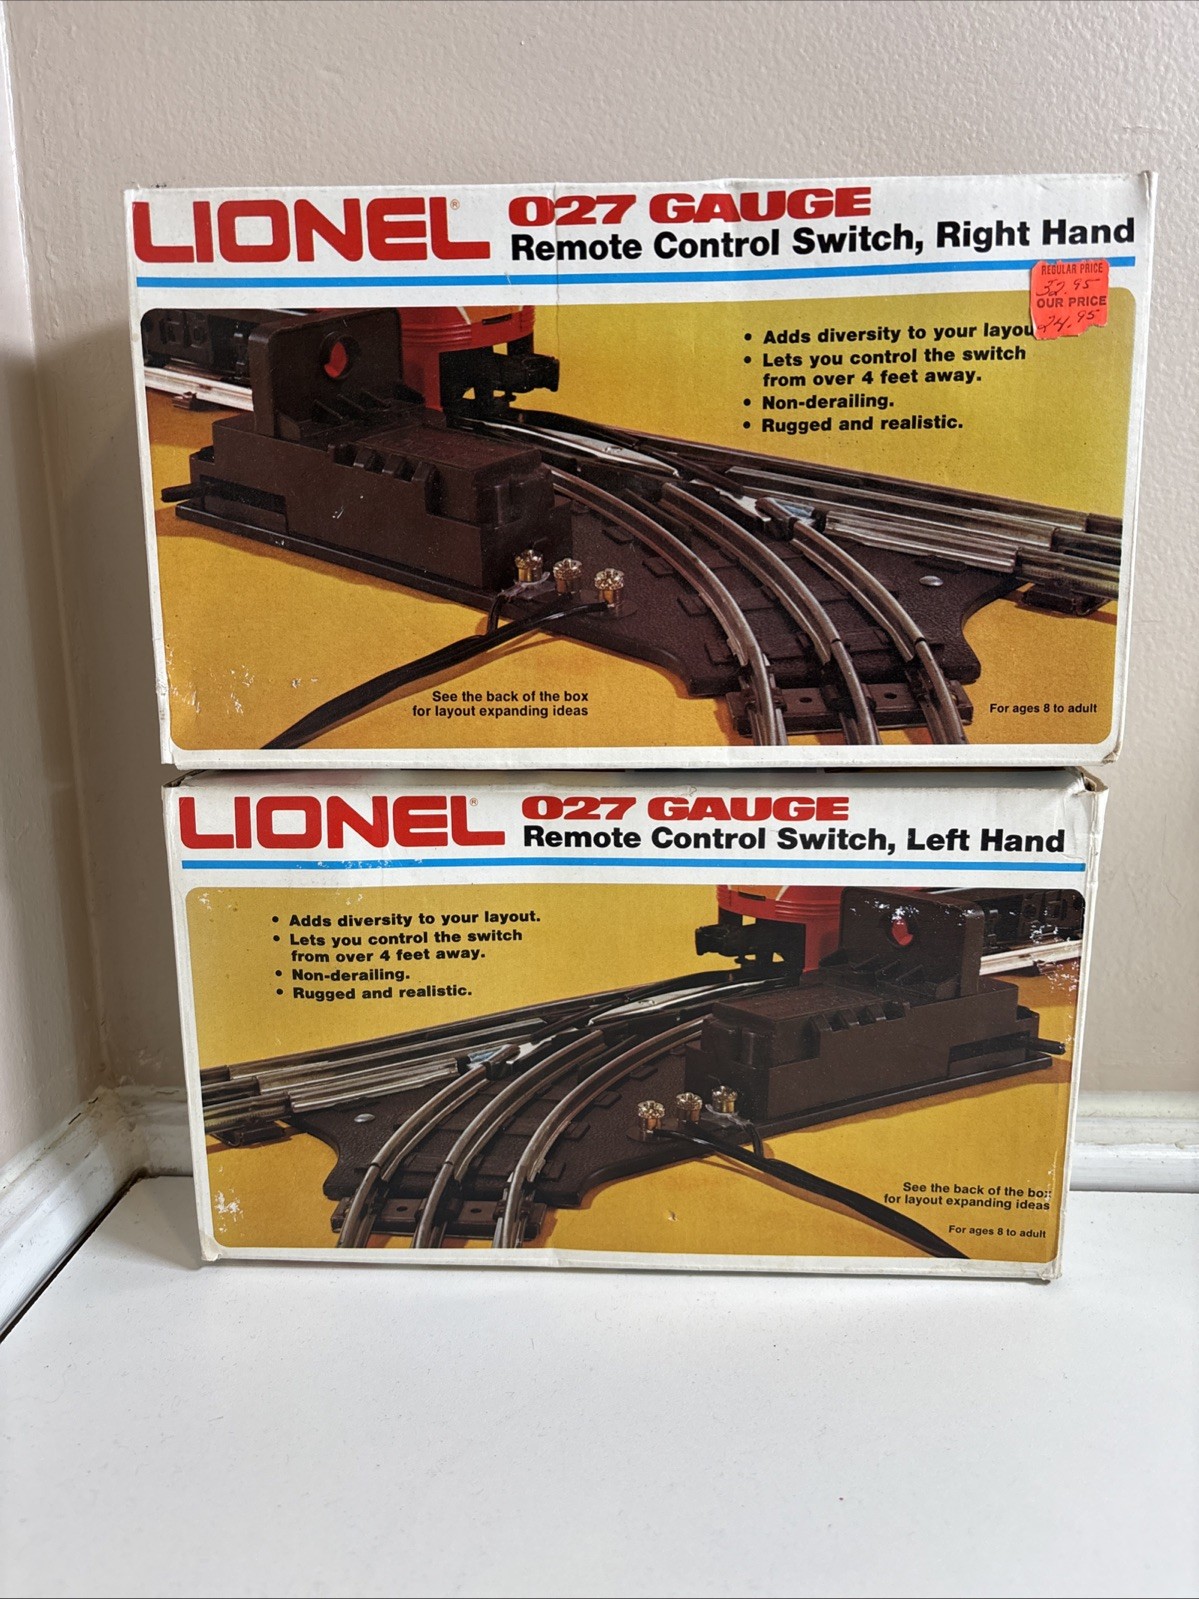 LIONEL® 027 GAUGE
Remote Control Switch, Right Hand
REGULAR PRICE
32.95
OUR PRICE
24.95
• Adds diversity to your layou
• Lets you control the switch
from over 4 feet away.
• Non-derailing.
• Rugged and realistic.
See the back of the box
for layout expanding ideas
For ages 8 to adult
LIONEL® 027 GAUGE
Remote Control Switch, Left Hand
• Adds diversity to your layout.
• Lets you control the switch
from over 4 feet away.
• Non-derailing.
• Rugged and realistic.
See the back of the box
for layout expanding ideas
For ages 8 to adult